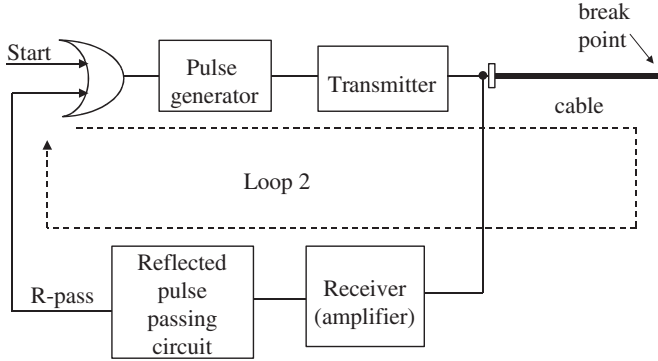 break
point
Start
Pulse
generator
Transmitter
cable
Loop 2
Reflected
pulse
passing
circuit
Receiver
(amplifier)
R-pass